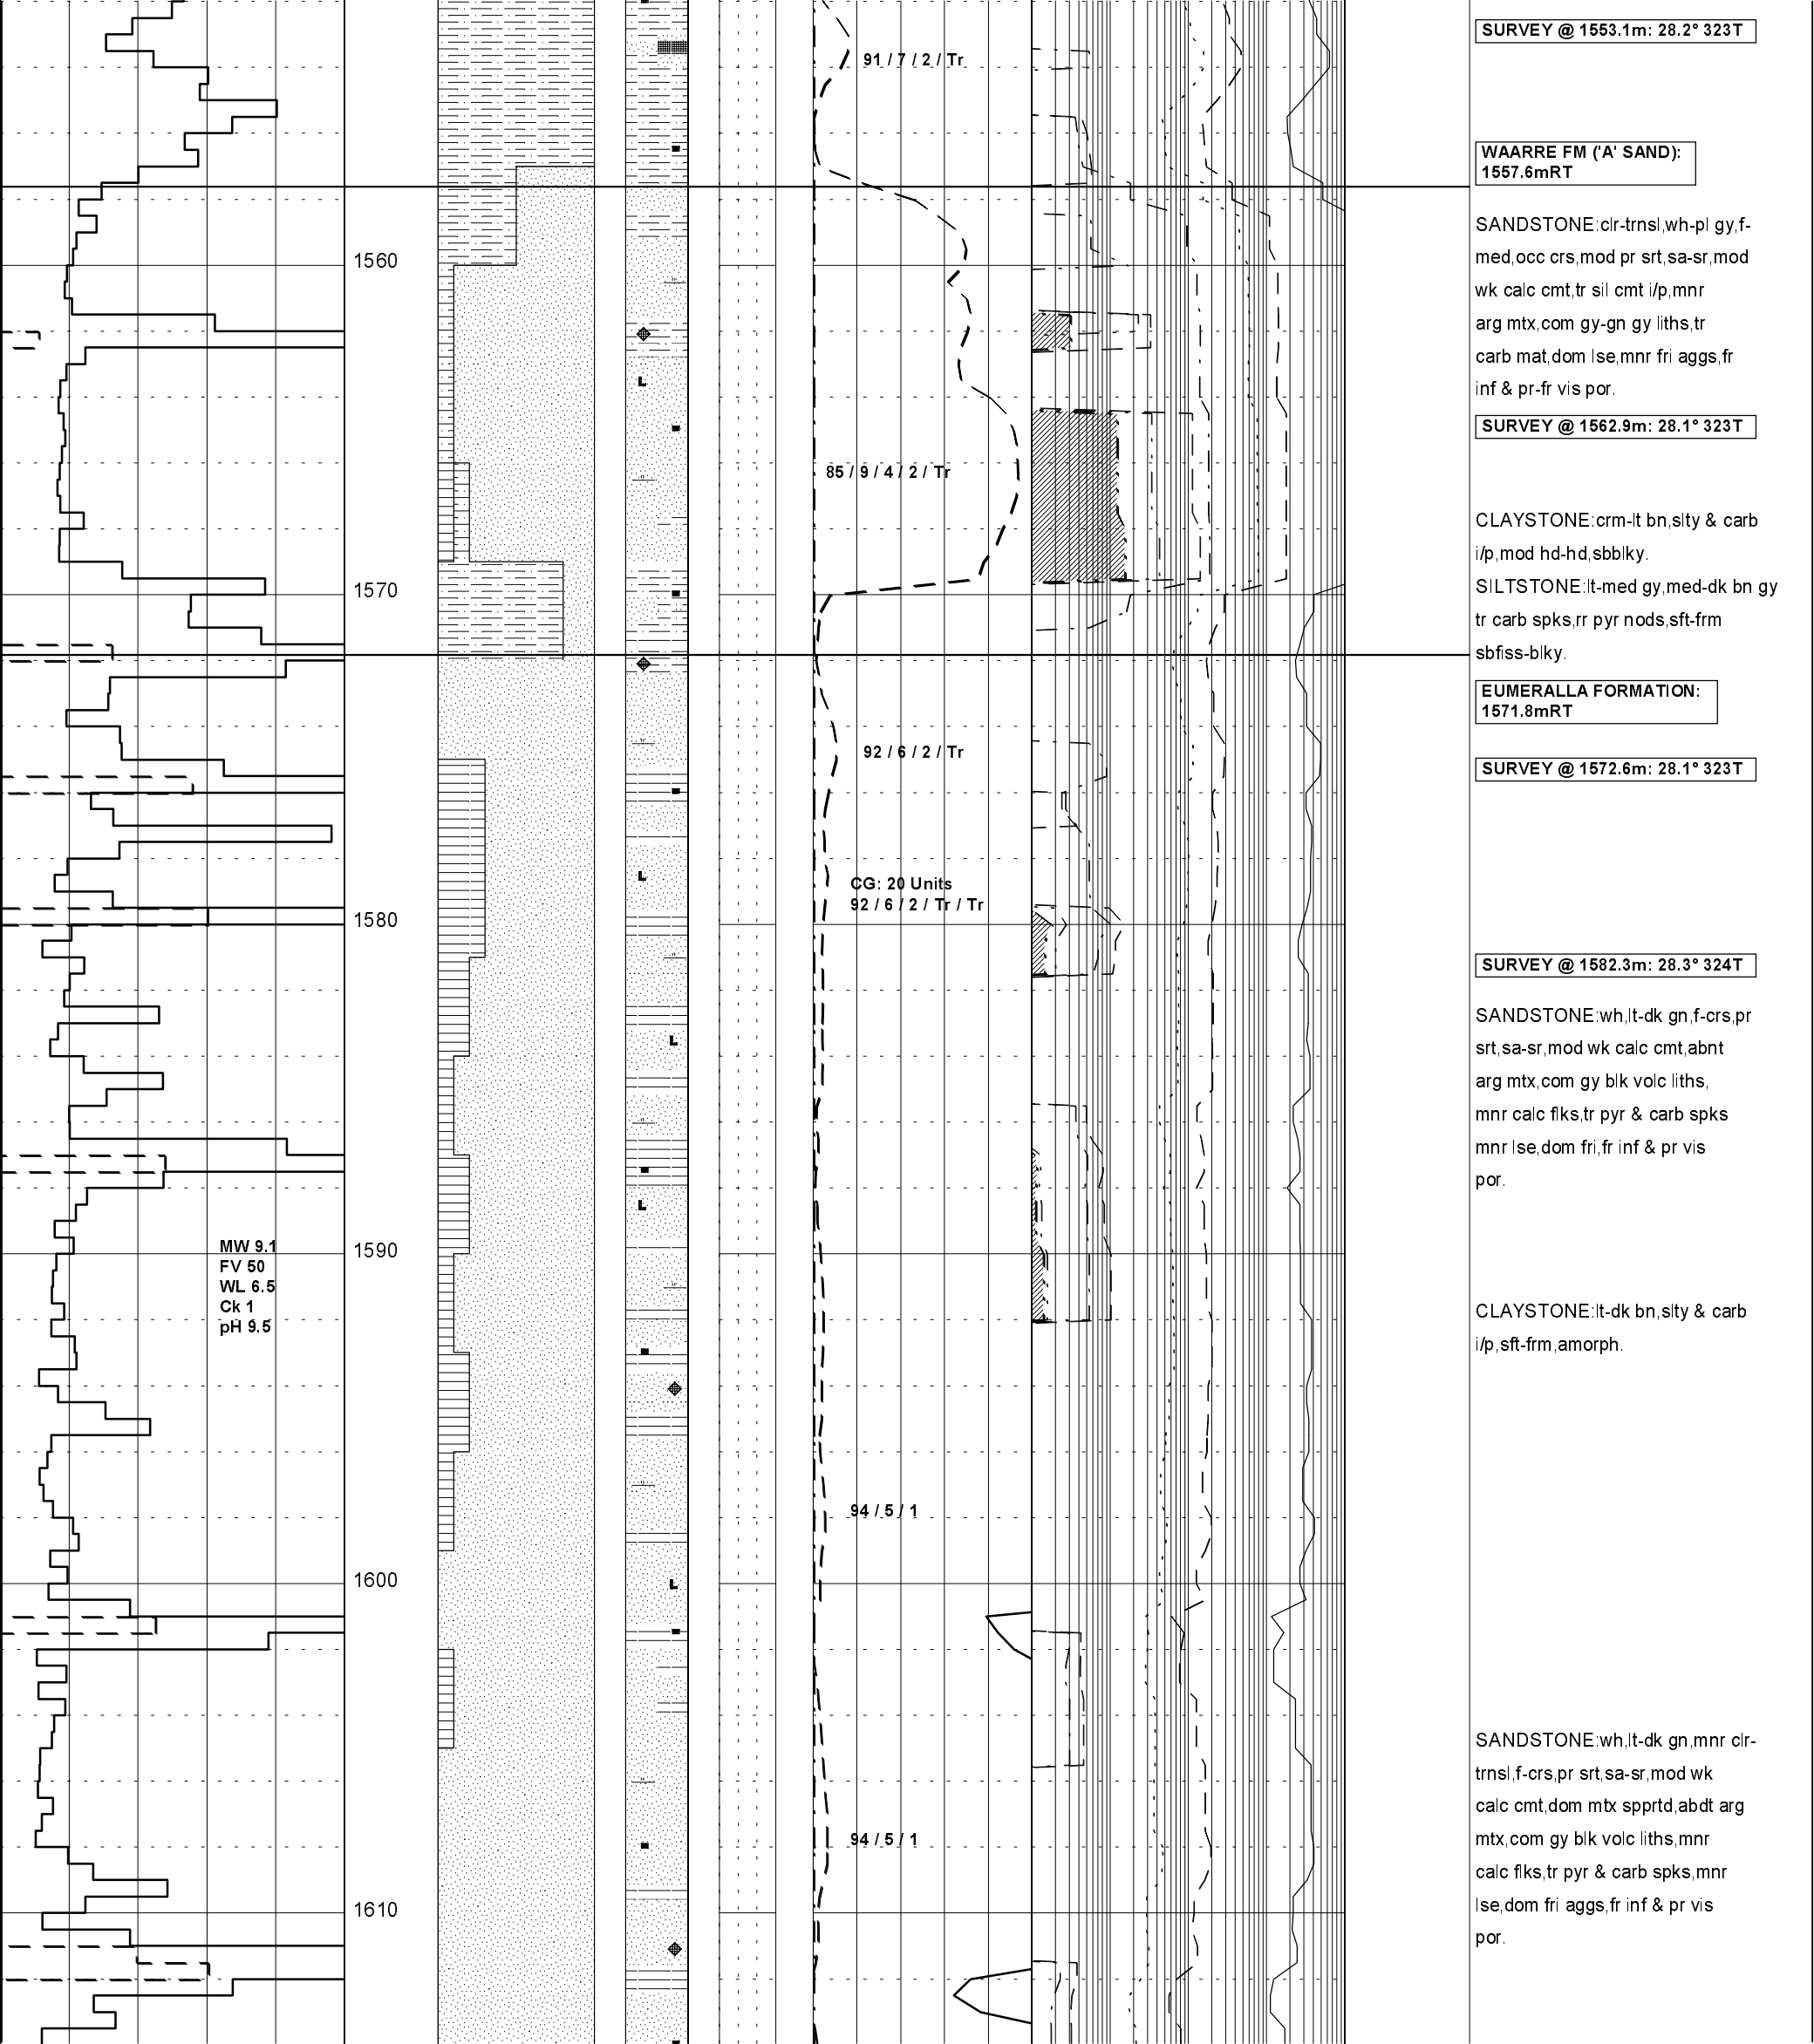 SURVEY @ 1553.1m: 28.2° 323T
91 / 7 / 2 / Tr
WAARRE FM ('A' SAND):
1557.6mRT
SANDSTONE:clr-trnsl,wh-pl gy,f-
med,occ crs,mod pr srt,sa-sr,mod
wk calc cmt,tr sil cmt i/p,mnr
arg mtx,com gy-gn gy liths,tr
carb mat,dom lse,mnr fri aggs,fr
inf & pr-fr vis por.
1560
SURVEY @ 1562.9m: 28.1° 323T
85 / 9 / 4 / 2 / Tr
CLAYSTONE:crm-lt bn,slty & carb
i/p,mod hd-hd,sbblky.
SILTSTONE:lt-med gy,med-dk bn gy
tr carb spks,rr pyr nods,sft-frm
sbfiss-blky.
1570
EUMERALLA FORMATION:
1571.8mRT
92 / 6 / 2 / Tr
SURVEY @ 1572.6m: 28.1° 323T
CG: 20 Units
92 / 6 / 2 / Tr / Tr
1580
SURVEY @ 1582.3m: 28.3° 324T
SANDSTONE:wh,lt-dk gn,f-crs,pr
srt,sa-sr,mod wk calc cmt,abnt
arg mtx,com gy blk volc liths,
mnr calc flks,tr pyr & carb spks
mnr lse,dom fri,fr inf & pr vis
por.
L
L
L
L
L
1590
MW 9.1
FV 50
WL 6.5
Ck 1
pH 9.5
CLAYSTONE:lt-dk bn,slty & carb
i/p,sft-frm,amorph.
94 / 5 / 1
1600
SANDSTONE:wh,lt-dk gn,mnr clr-
trnsl,f-crs,pr srt,sa-sr,mod wk
calc cmt,dom mtx spprtd,abdt arg
mtx,com gy blk volc liths,mnr
calc flks,tr pyr & carb spks,mnr
lse,dom fri aggs,fr inf & pr vis
por.
94 / 5 / 1
1610